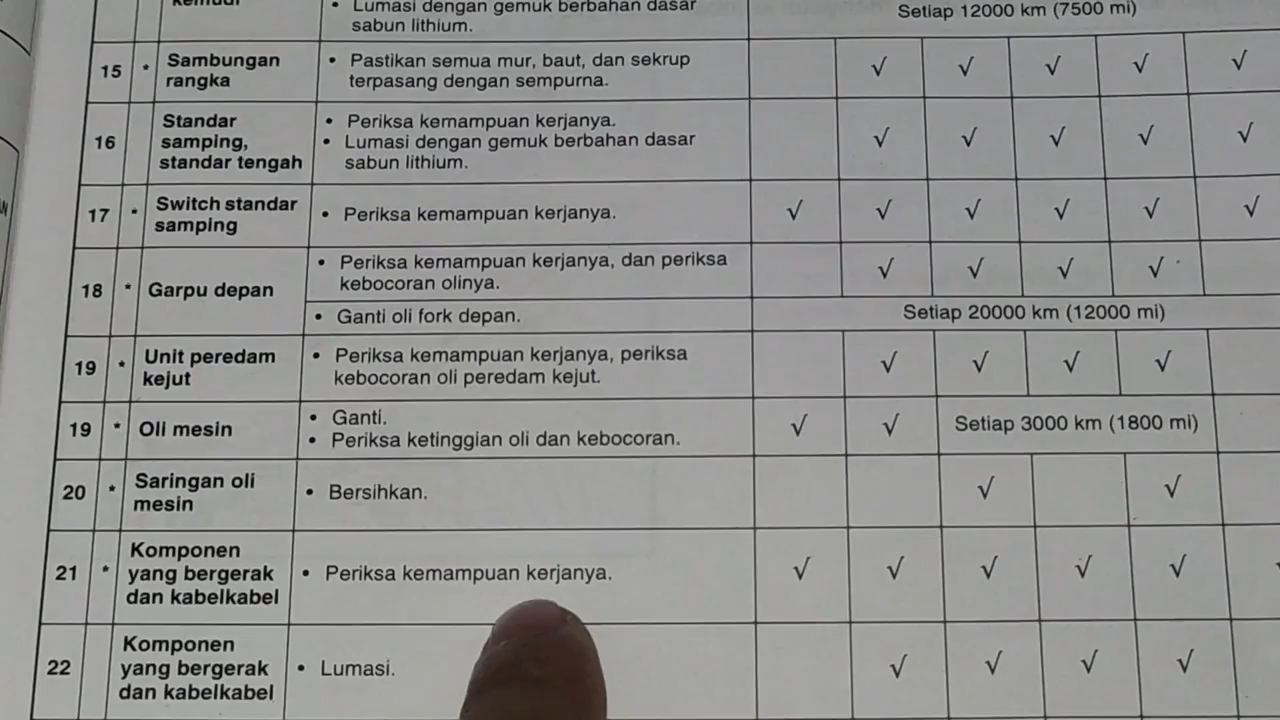 Lumasi dengan gemuk berbahan dasar
sabun lithium.
Setiap 12000 km (7500 mi)
15 * Sambungan
rangka
• Pastikan semua mur, baut, dan sekrup
terpasang dengan sempurna.
√ √ √ √ √
16 Standar
samping,
standar tengah
• Periksa kemampuan kerjanya.
• Lumasi dengan gemuk berbahan dasar
sabun lithium.
√ √ √ √ √
17 * Switch standar
samping
• Periksa kemampuan kerjanya.
√ √ √ √ √ √
18 * Garpu depan
• Periksa kemampuan kerjanya, dan periksa
kebocoran olinya.
√ √ √ √
• Ganti oli fork depan.
Setiap 20000 km (12000 mi)
19 * Unit peredam
kejut
• Periksa kemampuan kerjanya, periksa
kebocoran oli peredam kejut.
√ √ √ √
19 * Oli mesin
• Ganti.
• Periksa ketinggian oli dan kebocoran.
√ √ Setiap 3000 km (1800 mi)
20 * Saringan oli
mesin
• Bersihkan.
√ √
21 * Komponen
yang bergerak
dan kabelkabel
• Periksa kemampuan kerjanya.
√ √ √ √ √
22 Komponen
yang bergerak
dan kabelkabel
• Lumasi.
√ √ √ √